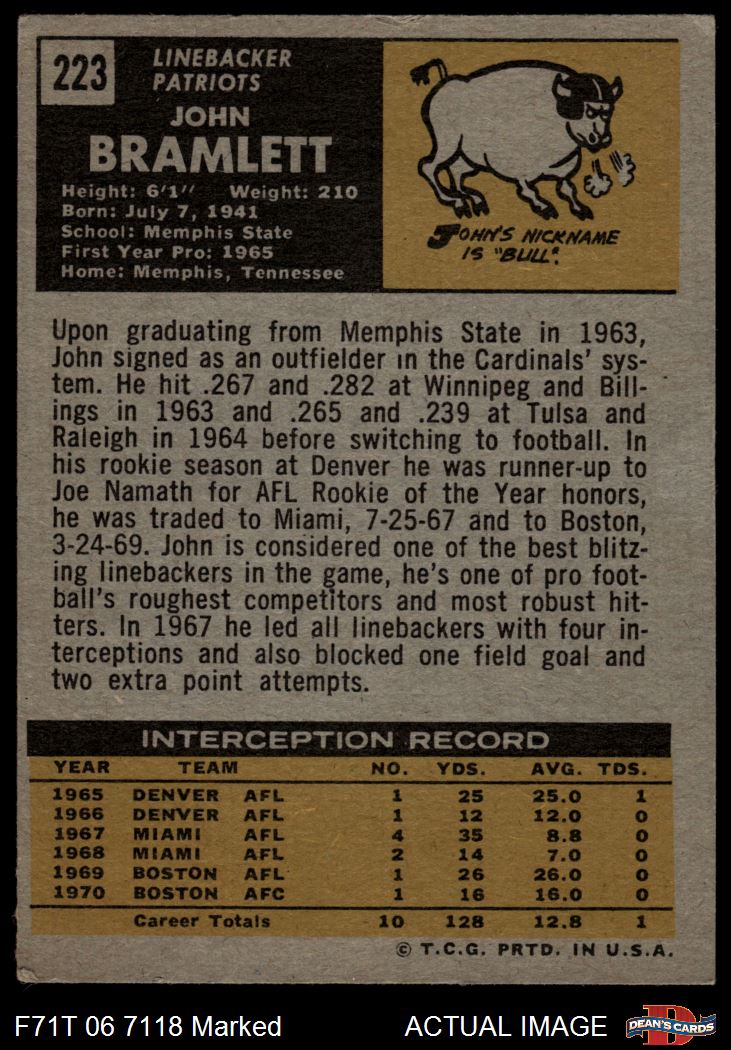 223
LINEBACKER
PATRIOTS
JOHN
BRAMLETT
Height: 6'1'' Weight: 210
Born: July 7, 1941
School: Memphis State
First Year Pro: 1965
Home: Memphis, Tennessee
JOHN'S NICKNAME
IS "BULL".
Upon graduating from Memphis State in 1963,
John signed as an outfielder in the Cardinals' sys-
tem. He hit .267 and .282 at Winnipeg and Bill-
ings in 1963 and .265 and .239 at Tulsa and
Raleigh in 1964 before switching to football. In
his rookie season at Denver he was runner-up to
Joe Namath for AFL Rookie of the Year honors,
he was traded to Miami, 7-25-67 and to Boston,
3-24-69. John is considered one of the best blitz-
ing linebackers in the game, he's one of pro foot-
ball's roughest competitors and most robust hit-
ters. In 1967 he led all linebackers with four in-
terceptions and also blocked one field goal and
two extra point attempts.
INTERCEPTION RECORD
YEAR TEAM NO. YDS. AVG. TDS.
1965 DENVER AFL 1 25 25.0 1
1966 DENVER AFL 1 12 12.0 0
1967 MIAMI AFL 4 35 8.8 0
1968 MIAMI AFL 2 14 7.0 0
1969 BOSTON AFL 1 26 26.0 0
1970 BOSTON AFC 1 16 16.0 0
Career Totals 10 128 12.8 1
© T.C.G. PRTD. IN U.S.A.
F71T 06 7118 Marked ACTUAL IMAGE
DEAN'S CARDS